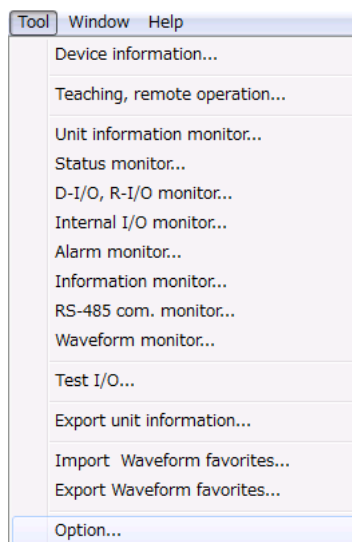 Tool Window Help
Device information...
Teaching, remote operation...
Unit information monitor...
Status monitor...
D-I/O, R-I/O monitor...
Internal I/O monitor...
Alarm monitor...
Information monitor...
RS-485 com. monitor...
Waveform monitor...
Test I/O...
Export unit information...
Import  Waveform favorites...
Export Waveform favorites...
Option...